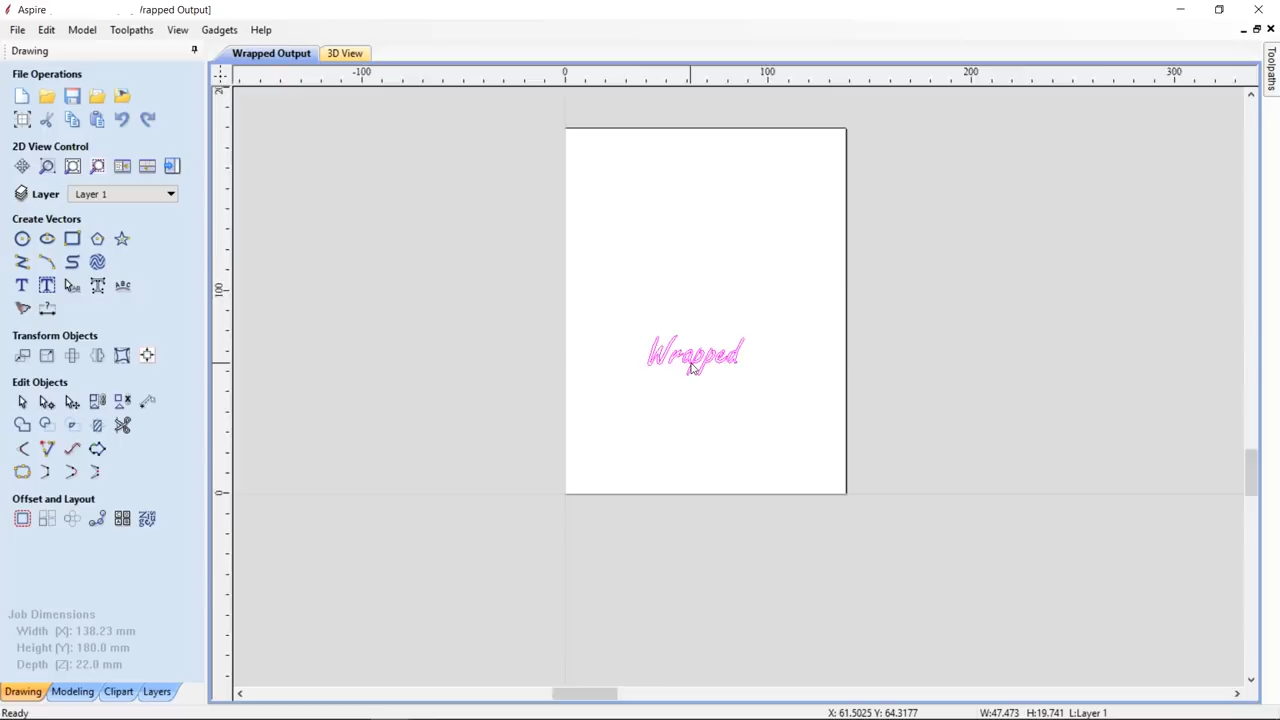 Aspire rapped Output]
File Edit Model Toolpaths View Gadgets Help
Drawing
Wrapped Output 3D View
Toolpaths
File Operations
2D View Control
Layer Layer 1
Create Vectors
Transform Objects
Edit Objects
Offset and Layout
Job Dimensions
Width [X]: 138.23 mm
Height [Y]: 180.0 mm
Depth [Z]: 22.0 mm
Drawing Modeling Clipart Layers
-100 0 100 200 300
100
0
Wrapped
Ready X: 61.5025 Y: 64.3177 W:47.473 H:19.741 L:Layer 1